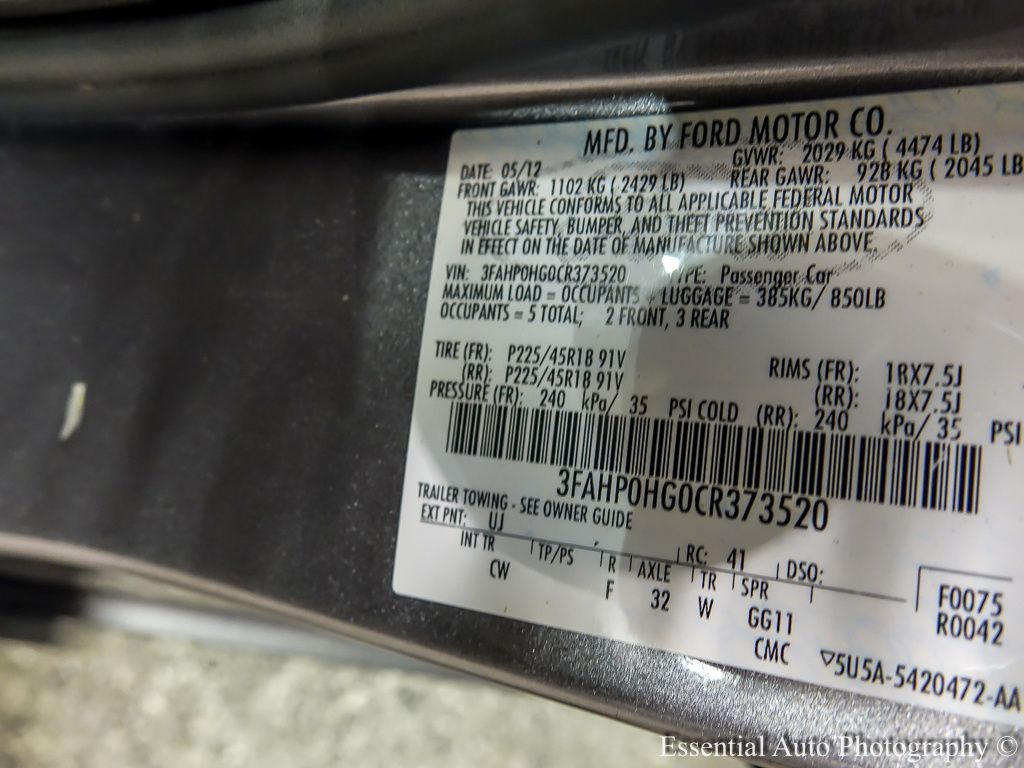 MFD. BY FORD MOTOR CO.
DATE: 05/12 GVWR: 2029 KG ( 4474 LB)
FRONT GAWR: 1102 KG ( 2429 LB) REAR GAWR: 928 KG ( 2045 LB
THIS VEHICLE CONFORMS TO ALL APPLICABLE FEDERAL MOTOR
VEHICLE SAFETY, BUMPER, AND THEFT PREVENTION STANDARDS
IN EFFECT ON THE DATE OF MANUFACTURE SHOWN ABOVE.
VIN: 3FAHP0HG0CR373520 TYPE: Passenger Car
MAXIMUM LOAD = OCCUPANTS + LUGGAGE = 385KG/ 850LB
OCCUPANTS = 5 TOTAL; 2 FRONT, 3 REAR
TIRE (FR): P225/45R18 91V RIMS (FR): 18X7.5J
(RR): P225/45R18 91V (RR): 18X7.5J
PRESSURE (FR): 240 kPa/ 35 PSI COLD (RR): 240 kPa/ 35 PSI
3FAHP0HG0CR373520
TRAILER TOWING - SEE OWNER GUIDE
EXT PNT: UJ RC: 41 DSO:
INT TR TP/PS R AXLE TR SPR
CW F 32 W GG11
CMC
F0075
R0042
5U5A-5420472-AA
Essential Auto Photography ©